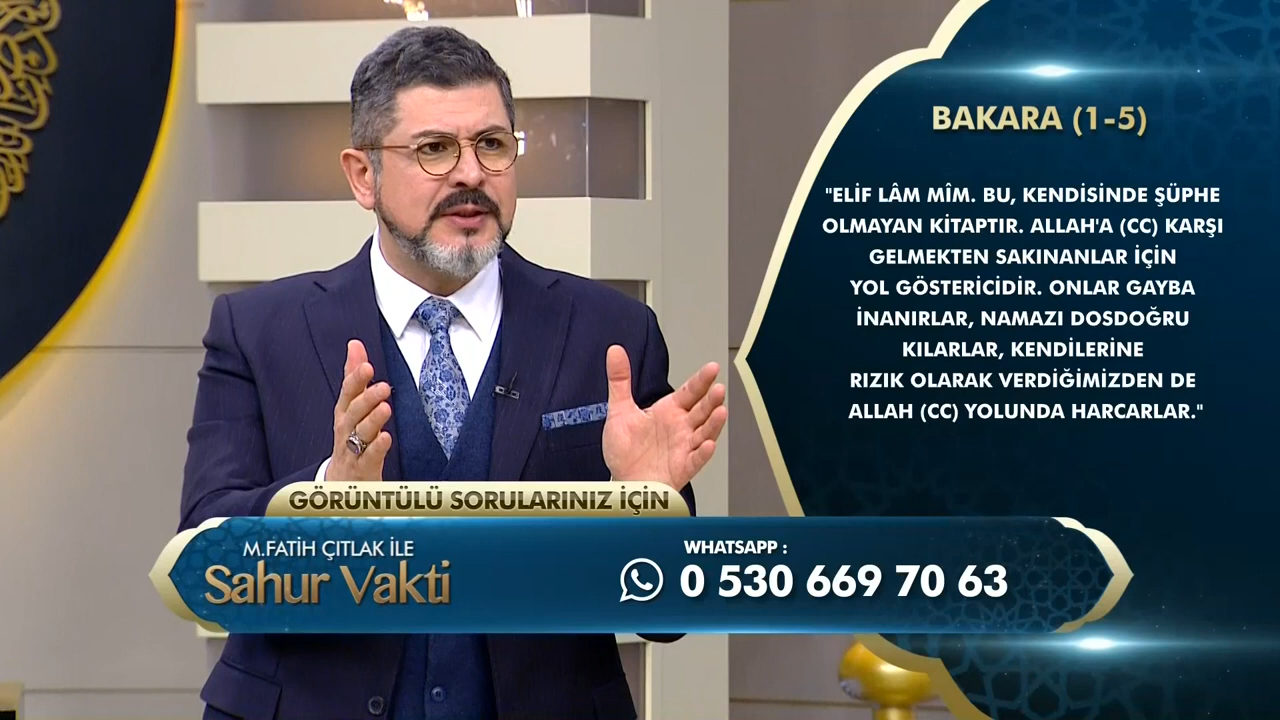 BAKARA (1-5)
"ELİF LÂM MÎM. BU, KENDİSİNDE ŞÜPHE
OLMAYAN KİTAPTIR. ALLAH'A (CC) KARŞI
GELMEKTEN SAKINANLAR İÇİN
YOL GÖSTERİCİDİR. ONLAR GAYBA
İNANIRLAR, NAMAZI DOSDOĞRU
KILARLAR, KENDİLERİNE
RIZIK OLARAK VERDİĞİMİZDEN DE
ALLAH (CC) YOLUNDA HARCARLAR."
GÖRÜNTÜLÜ SORULARINIZ İÇİN
M.FATİH ÇITLAK İLE
Sahur Vakti
WHATSAPP :
0 530 669 70 63